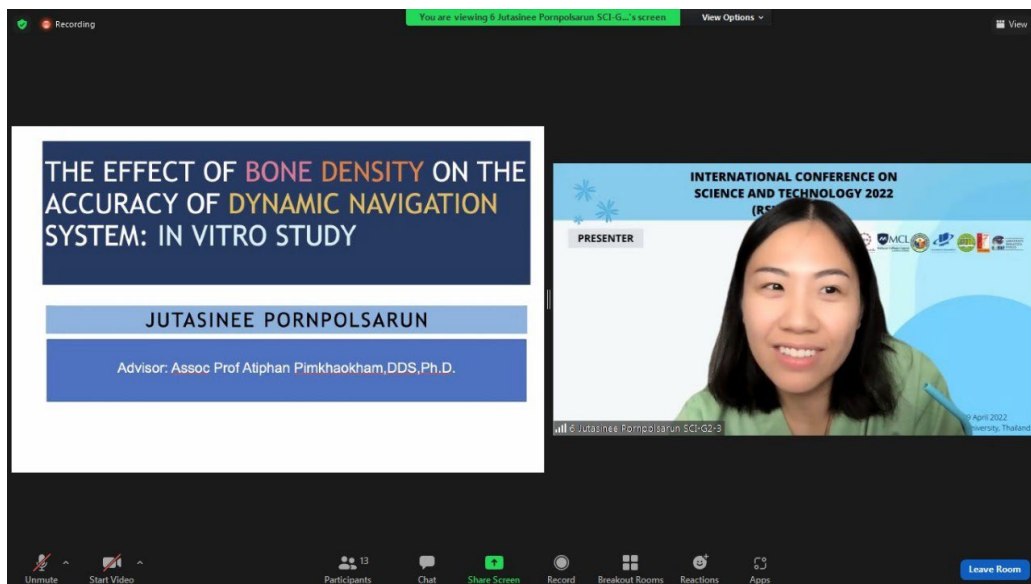 Recording
You are viewing 6 Jutasinee Pornpolsarun SCI-G...'s screen
View Options
View
THE EFFECT OF BONE DENSITY ON THE
ACCURACY OF DYNAMIC NAVIGATION
SYSTEM: IN VITRO STUDY
JUTASINEE PORNPOLSARUN
Advisor: Assoc Prof Atiphan Pimkhaokham,DDS,Ph.D.
INTERNATIONAL CONFERENCE ON
SCIENCE AND TECHNOLOGY 2022
(RS
PRESENTER
MCL
9 April 2022
Thailand
6 Jutasinee Pornpolsarun SCI-G2-3
Unmute
Start Video
13
Participants
Chat
Share Screen
Record
Breakout Rooms
Reactions
Apps
Leave Room